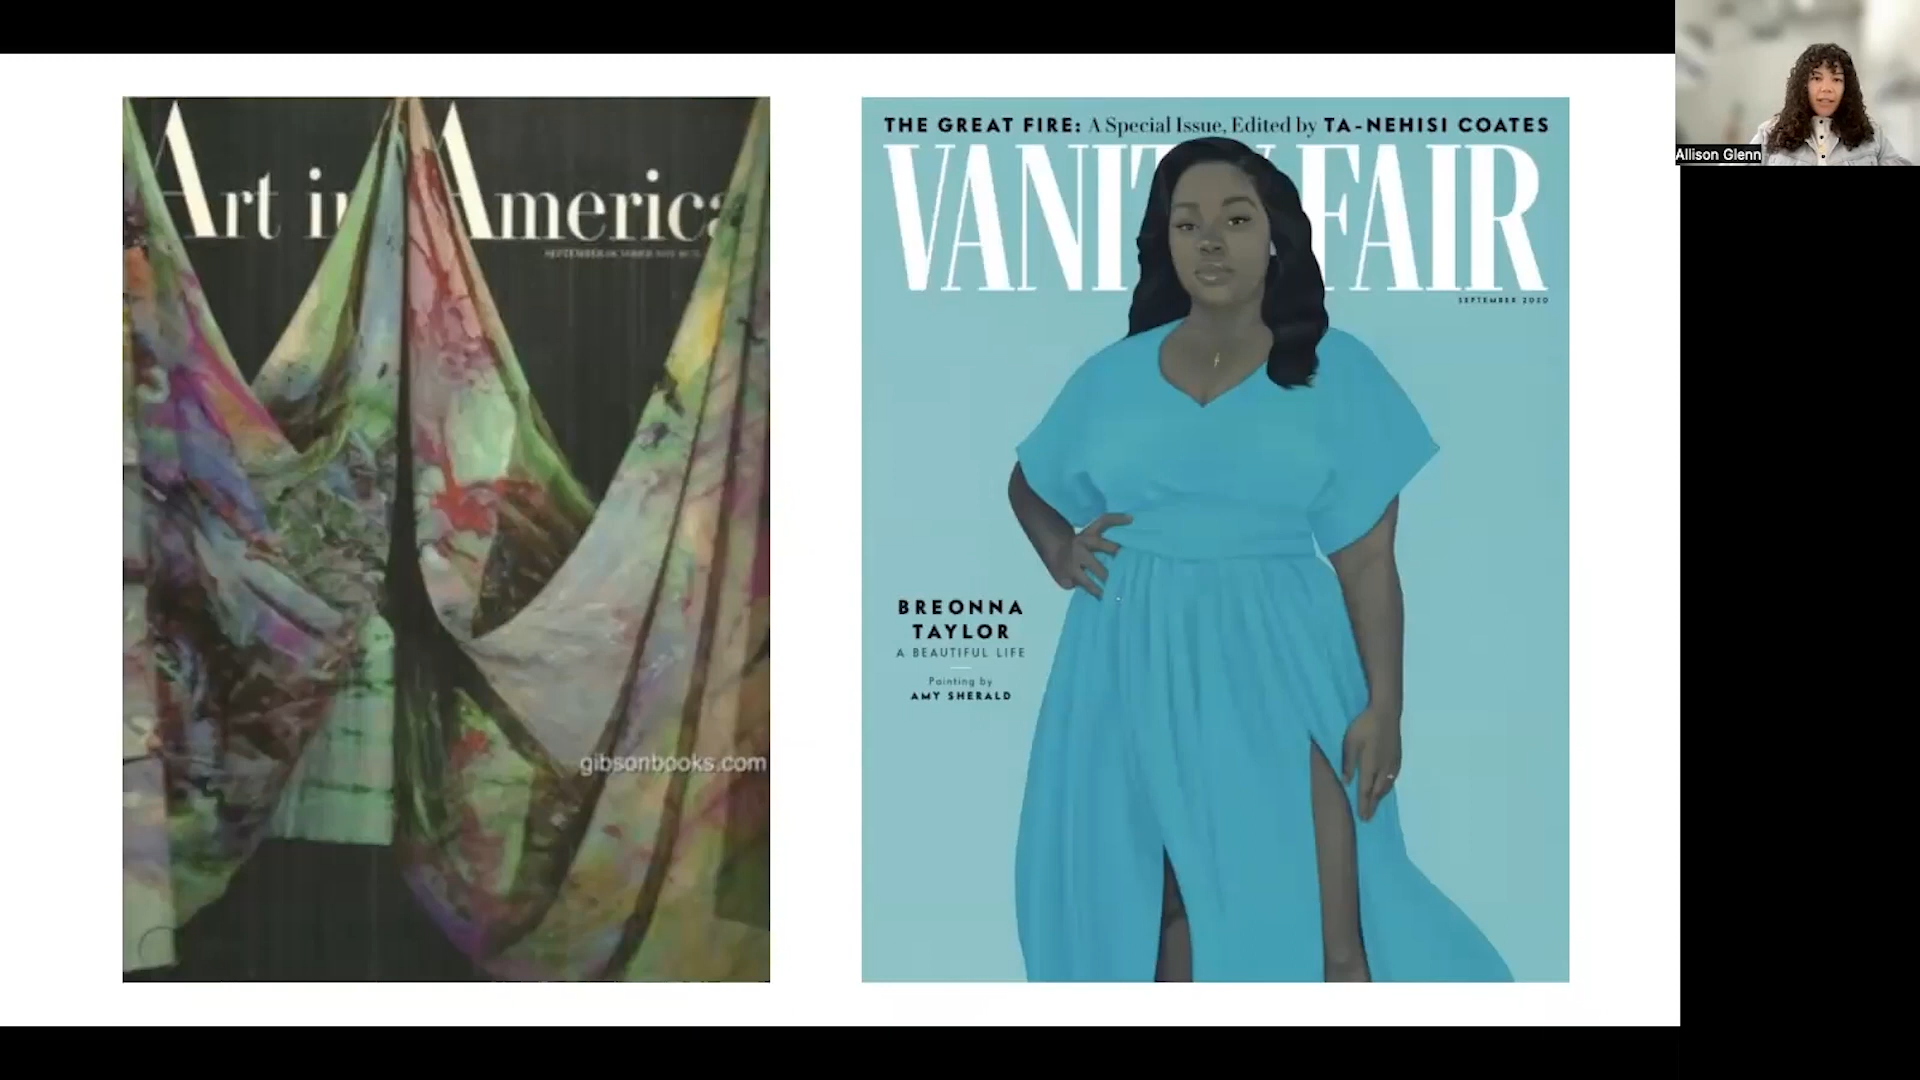 Art in America
gibsonbooks.com
THE GREAT FIRE: A Special Issue, Edited by TA-NEHISI COATES
VANITY FAIR
SEPTEMBER 2020
BREONNA
TAYLOR
A BEAUTIFUL LIFE
Painting by
AMY SHERALD
Allison Glenn